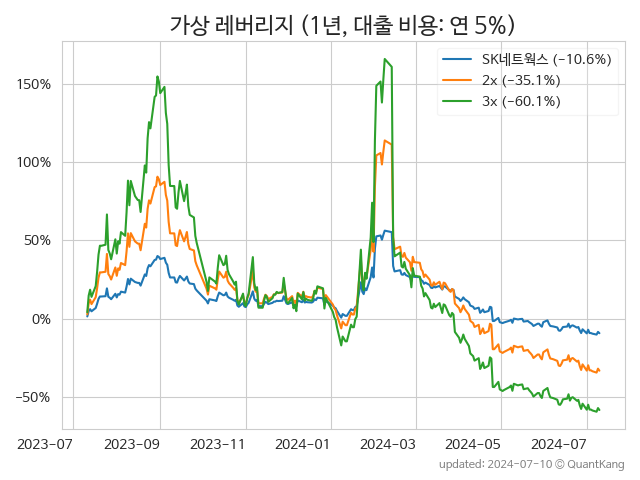 가상 레버리지 (1년, 대출 비용: 연 5%)
SK네트웍스 (−10.6%)
2x (−35.1%)
3x (−60.1%)
150%
100%
50%
0%
−50%
2023-07 2023-09 2023-11 2024-01 2024-03 2024-05 2024-07
updated: 2024-07-10 © QuantKang